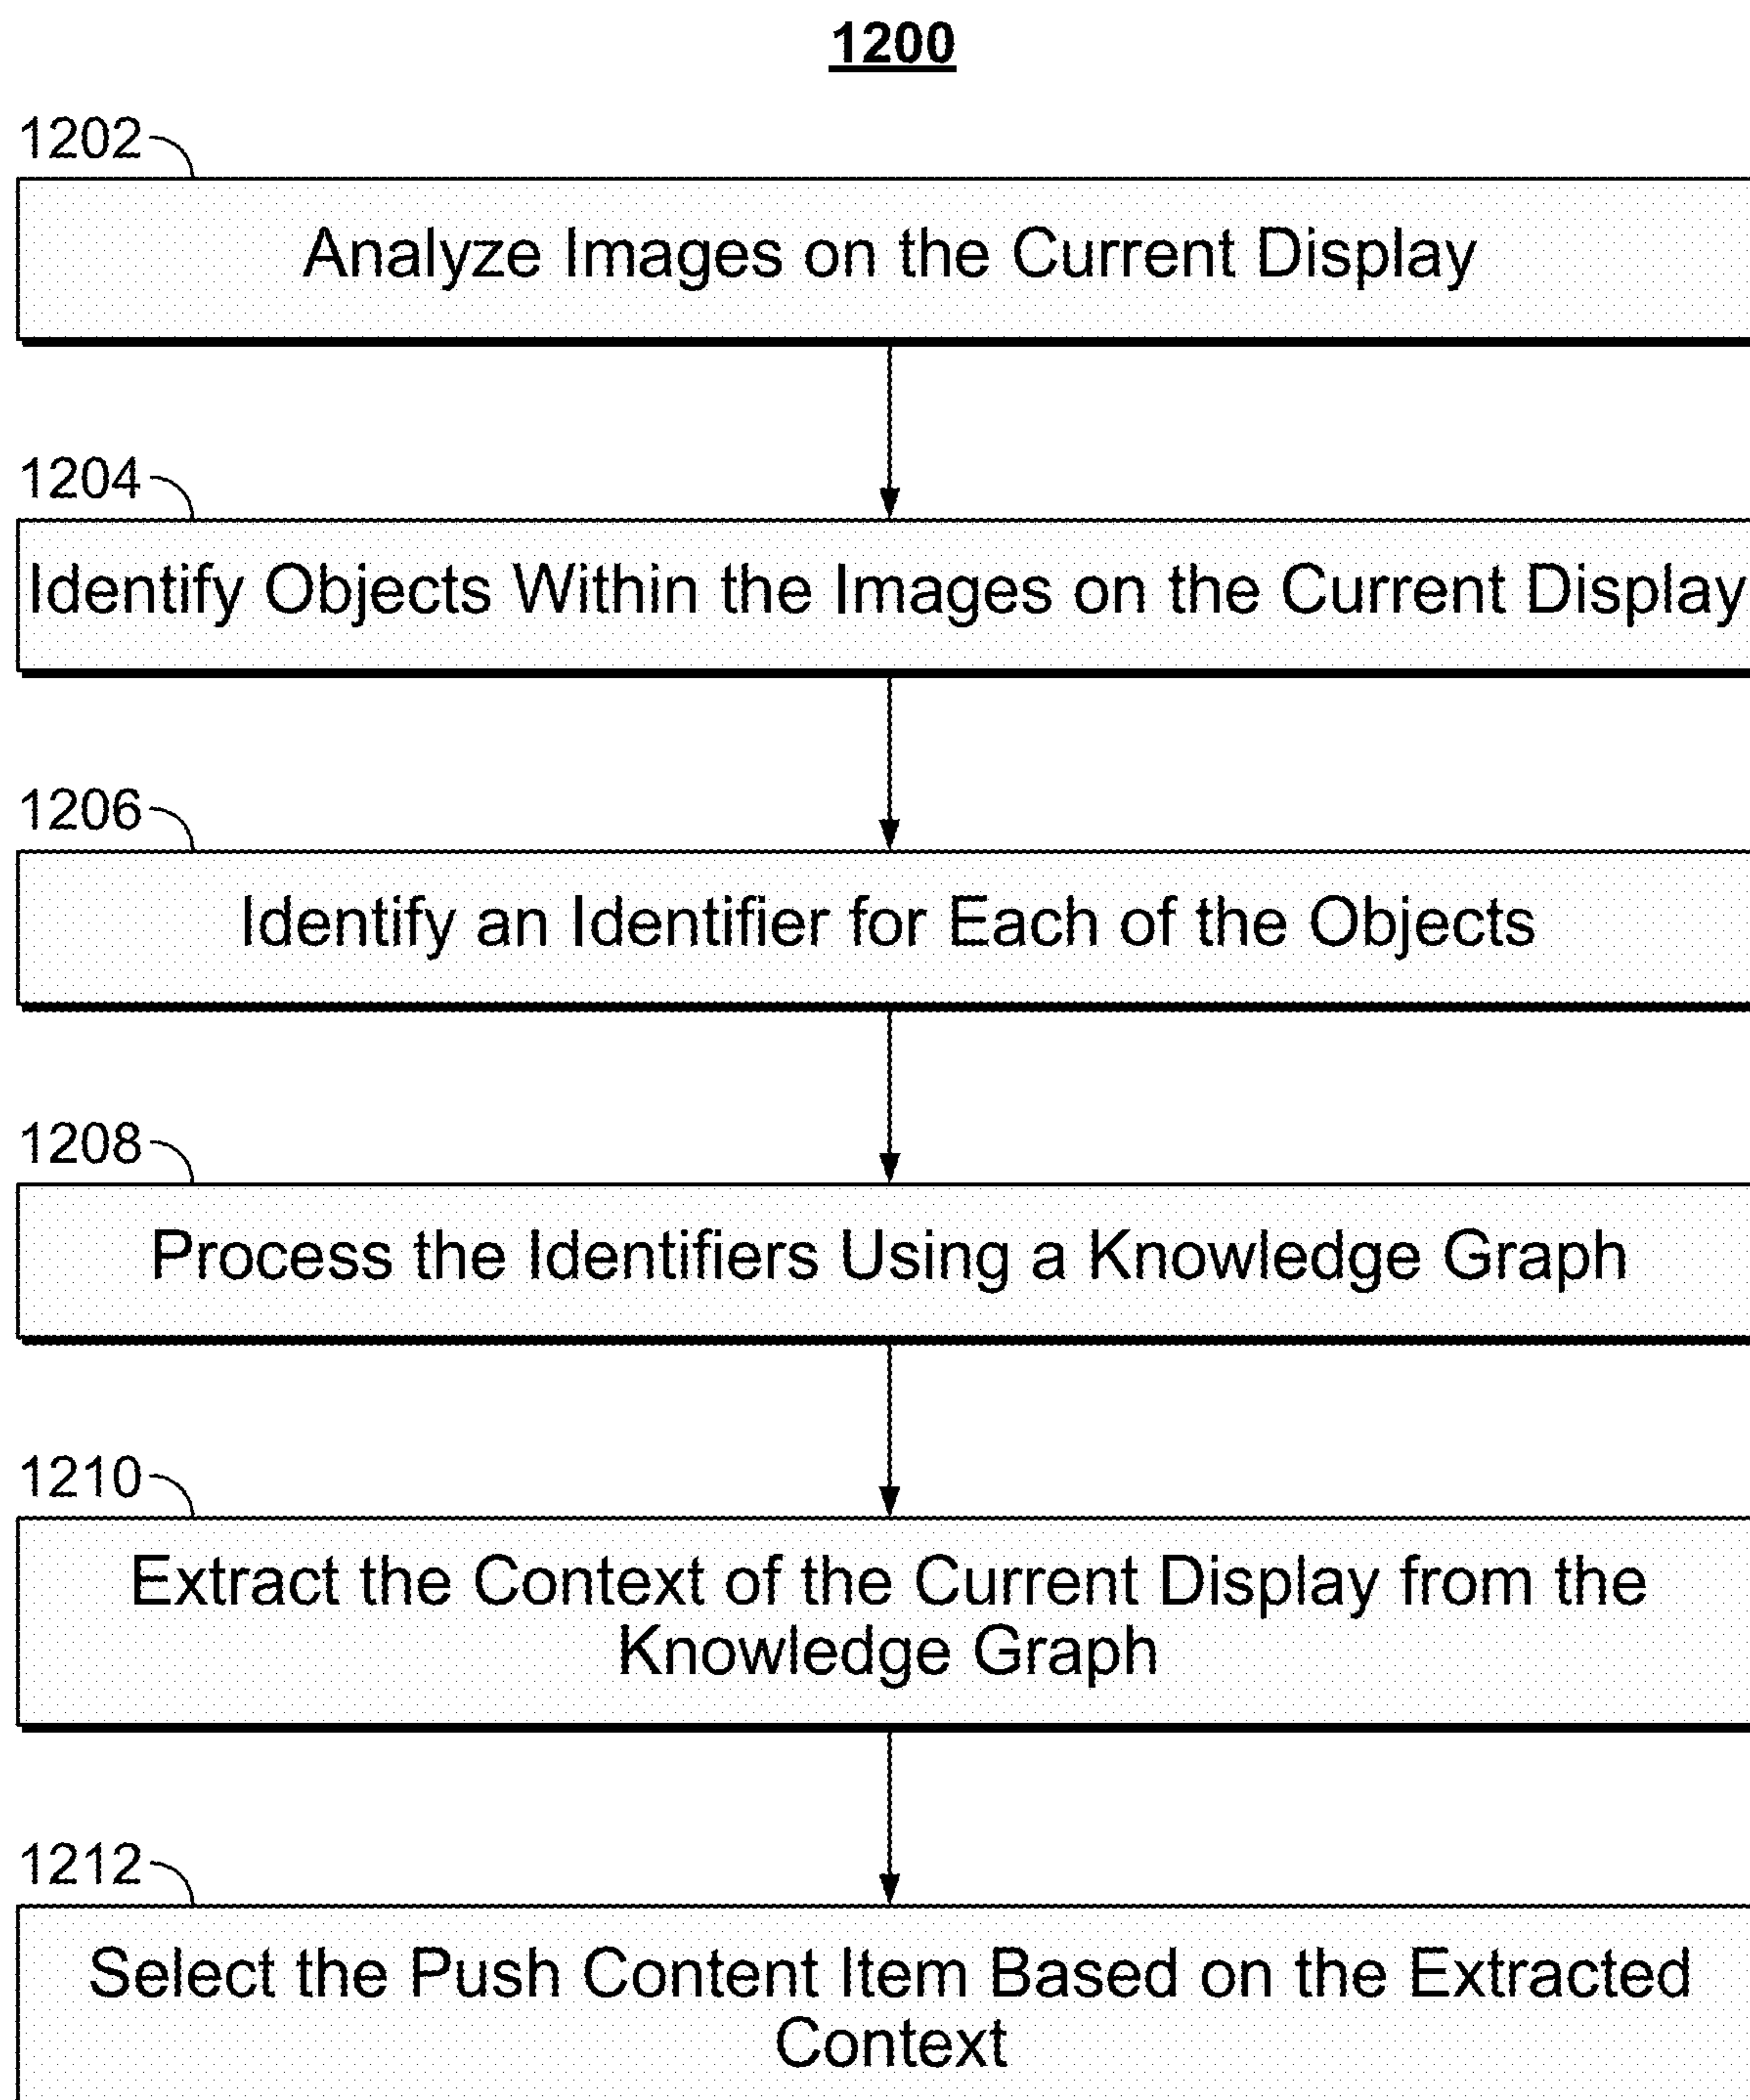 1200
1202
Analyze Images on the Current Display
1204
Identify Objects Within the Images on the Current Display
1206
Identify an Identifier for Each of the Objects
1208
Process the Identifiers Using a Knowledge Graph
1210
Extract the Context of the Current Display from the
Knowledge Graph
1212
Select the Push Content Item Based on the Extracted
Context